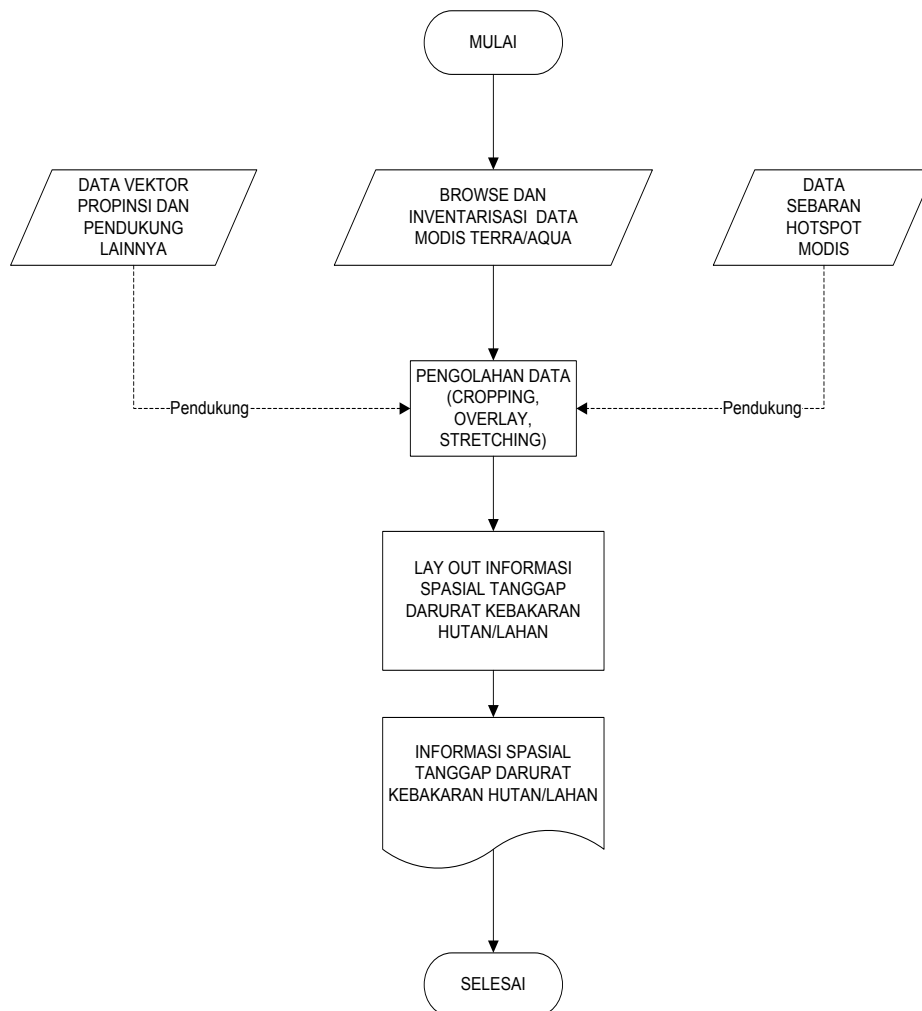 MULAI
DATA VEKTOR
PROPINSI DAN
PENDUKUNG
LAINNYA
BROWSE DAN
INVENTARISASI DATA
MODIS TERRA/AQUA
DATA
SEBARAN
HOTSPOT
MODIS
Pendukung
PENGOLAHAN DATA
(CROPPING,
OVERLAY,
STRETCHING)
Pendukung
LAY OUT INFORMASI
SPASIAL TANGGAP
DARURAT KEBAKARAN
HUTAN/LAHAN
INFORMASI SPASIAL
TANGGAP DARURAT
KEBAKARAN HUTAN/LAHAN
SELESAI